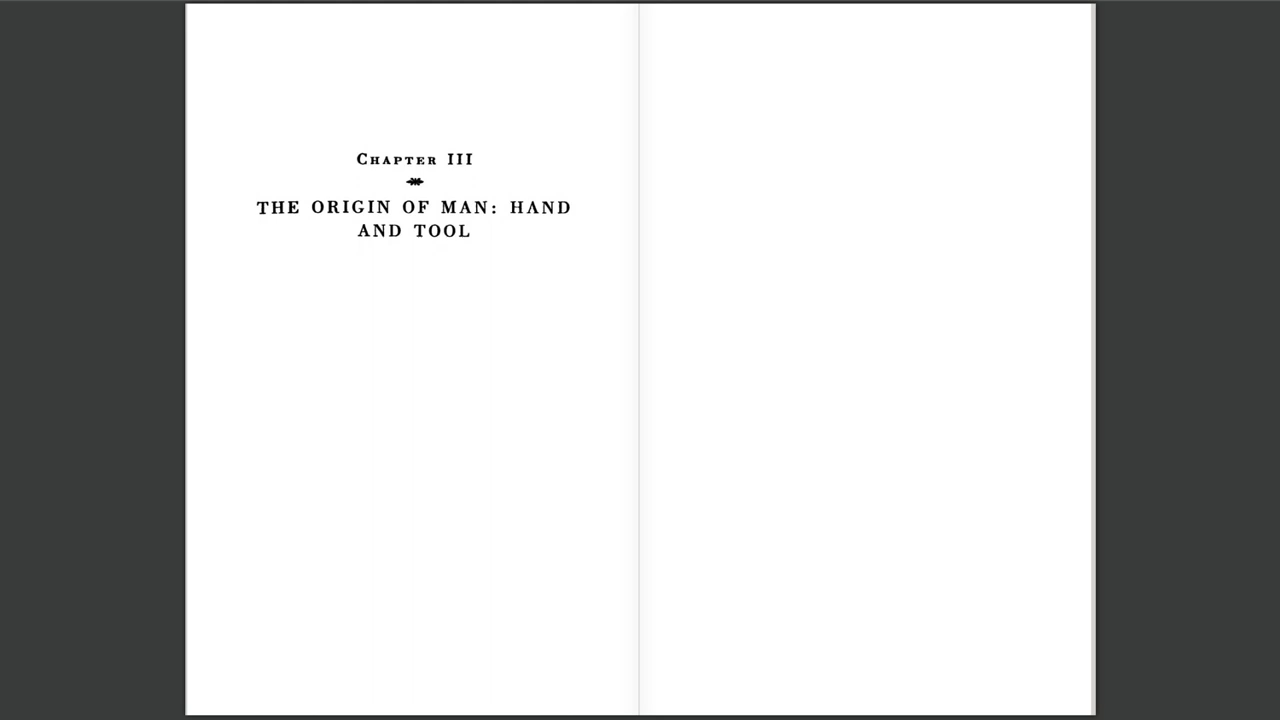 Chapter III
THE ORIGIN OF MAN: HAND
AND TOOL